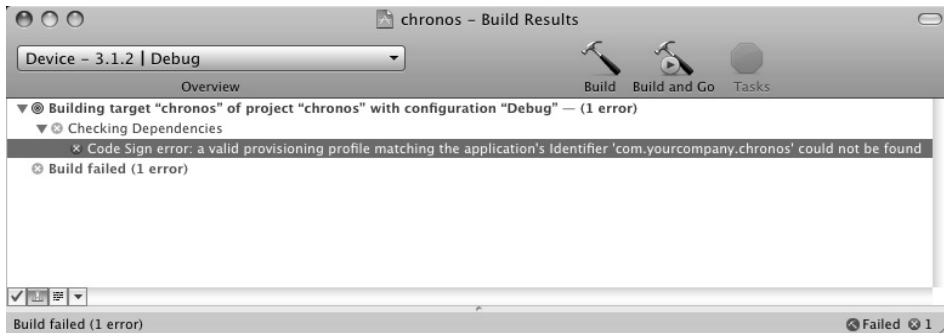 chronos – Build Results
Device – 3.1.2 | Debug
Overview
Build
Build and Go
Tasks
Building target “chronos” of project “chronos” with configuration “Debug” — (1 error)
Checking Dependencies
Code Sign error: a valid provisioning profile matching the application's Identifier 'com.yourcompany.chronos' could not be found
Build failed (1 error)
Build failed (1 error)
Failed
1